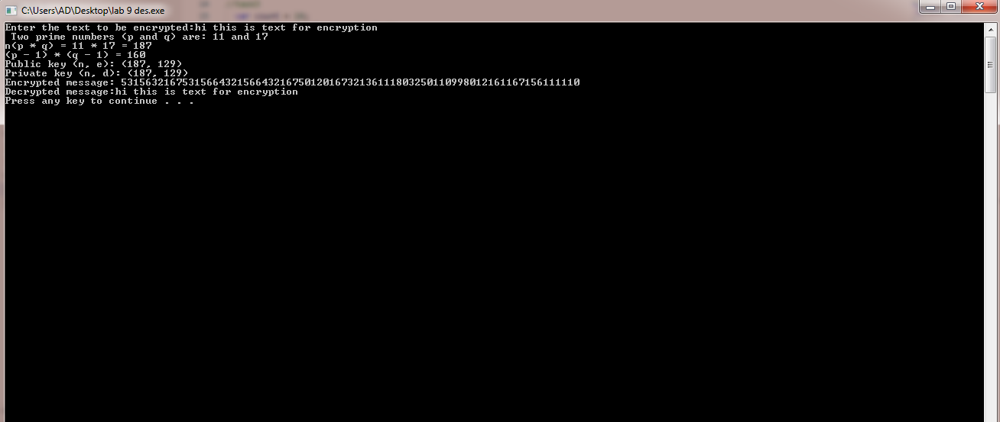 C:\Users\AD\Desktop\lab 9 des.exe
Enter the text to be encrypted:hi this is text for encryption
 Two prime numbers (p and q) are: 11 and 17
n(p * q) = 11 * 17 = 187
(p - 1) * (q - 1) = 160
Public key (n, e): (187, 129)
Private key (n, d): (187, 129)
Encrypted message: 531563216753156643215664321675012016732136111803250110998012161167156111110
Decrypted message:hi this is text for encryption
Press any key to continue . . .